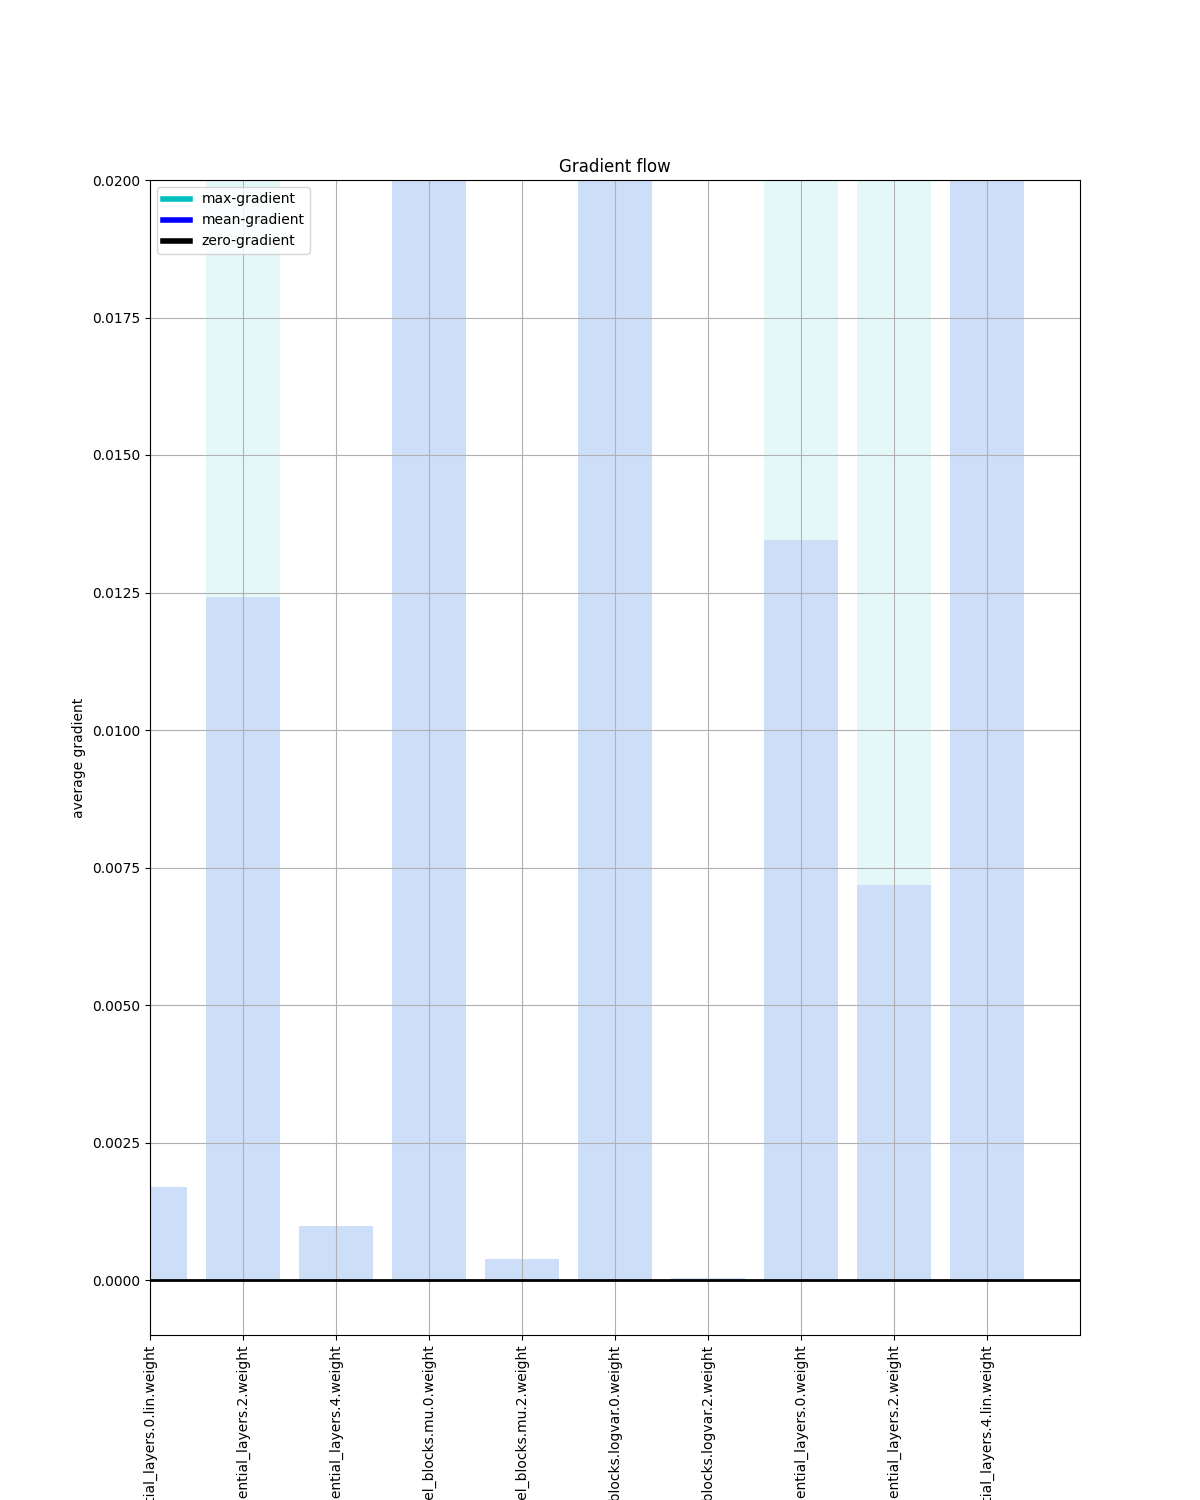 Gradient flow
max-gradient
mean-gradient
zero-gradient
0.0200
0.0175
0.0150
0.0125
0.0100
0.0075
0.0050
0.0025
0.0000
average gradient
tial_layers.0.lin.weight
ential_layers.2.weight
ential_layers.4.weight
el_blocks.mu.0.weight
el_blocks.mu.2.weight
blocks.logvar.0.weight
blocks.logvar.2.weight
ential_layers.0.weight
ential_layers.2.weight
tial_layers.4.lin.weight